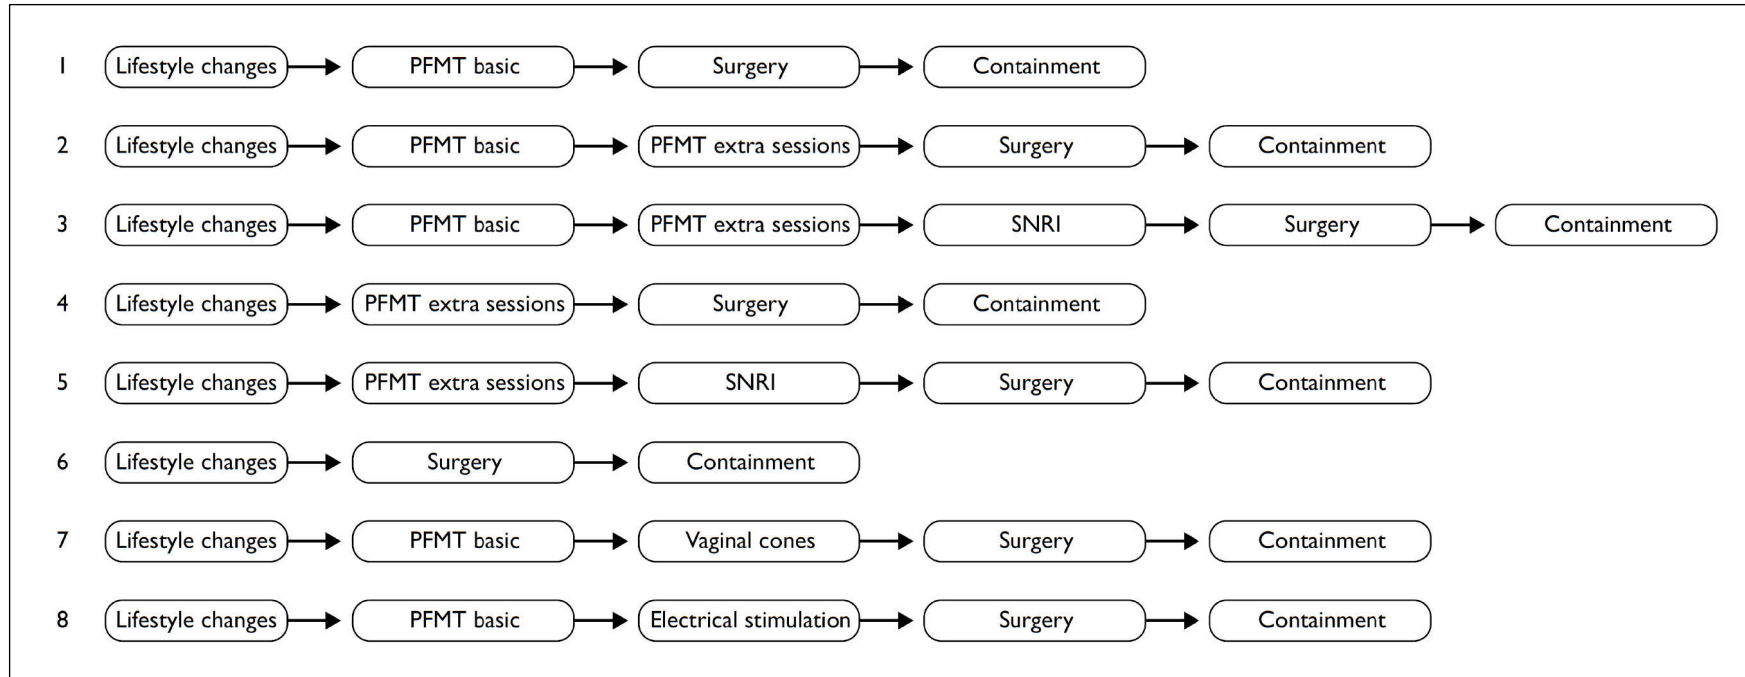 1 Lifestyle changes PFMT basic Surgery Containment
2 Lifestyle changes PFMT basic PFMT extra sessions Surgery Containment
3 Lifestyle changes PFMT basic PFMT extra sessions SNRI Surgery Containment
4 Lifestyle changes PFMT extra sessions Surgery Containment
5 Lifestyle changes PFMT extra sessions SNRI Surgery Containment
6 Lifestyle changes Surgery Containment
7 Lifestyle changes PFMT basic Vaginal cones Surgery Containment
8 Lifestyle changes PFMT basic Electrical stimulation Surgery Containment